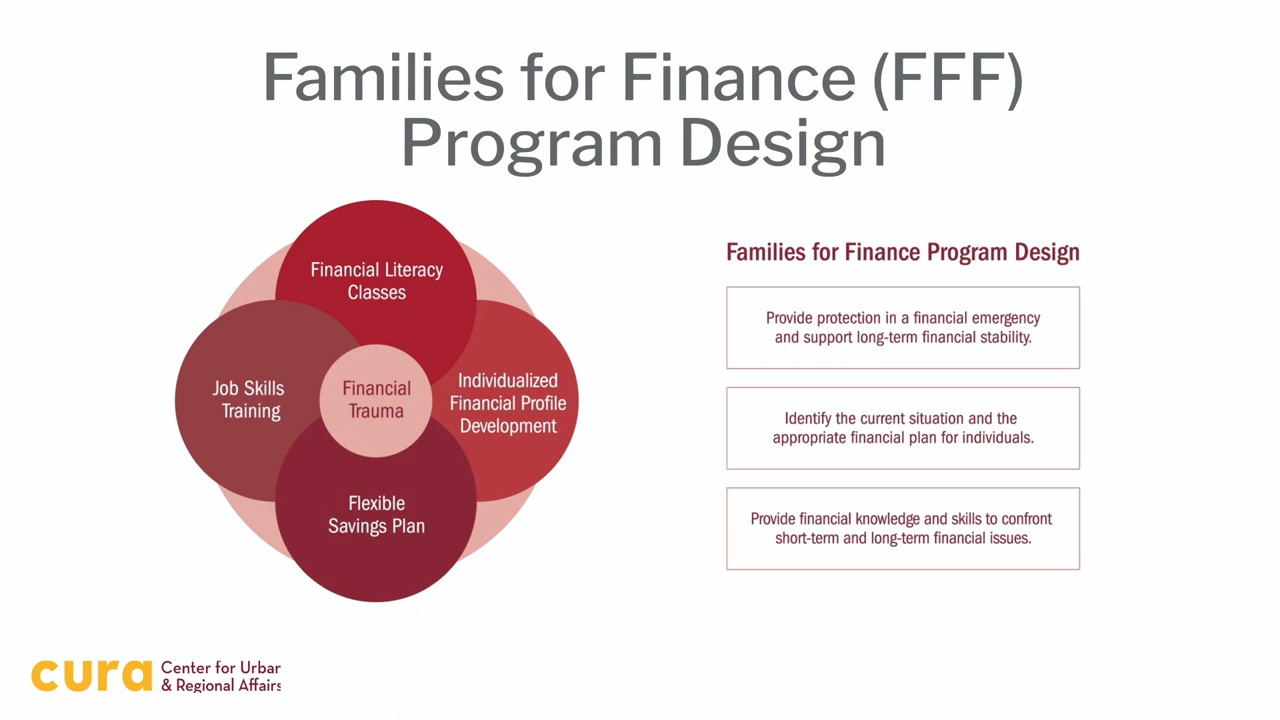 Families for Finance (FFF)
Program Design
Financial Literacy
Classes
Job Skills
Training
Financial
Trauma
Individualized
Financial Profile
Development
Flexible
Savings Plan
Families for Finance Program Design
Provide protection in a financial emergency
and support long-term financial stability.
Identify the current situation and the
appropriate financial plan for individuals.
Provide financial knowledge and skills to confront
short-term and long-term financial issues.
cura
Center for Urban
& Regional Affairs